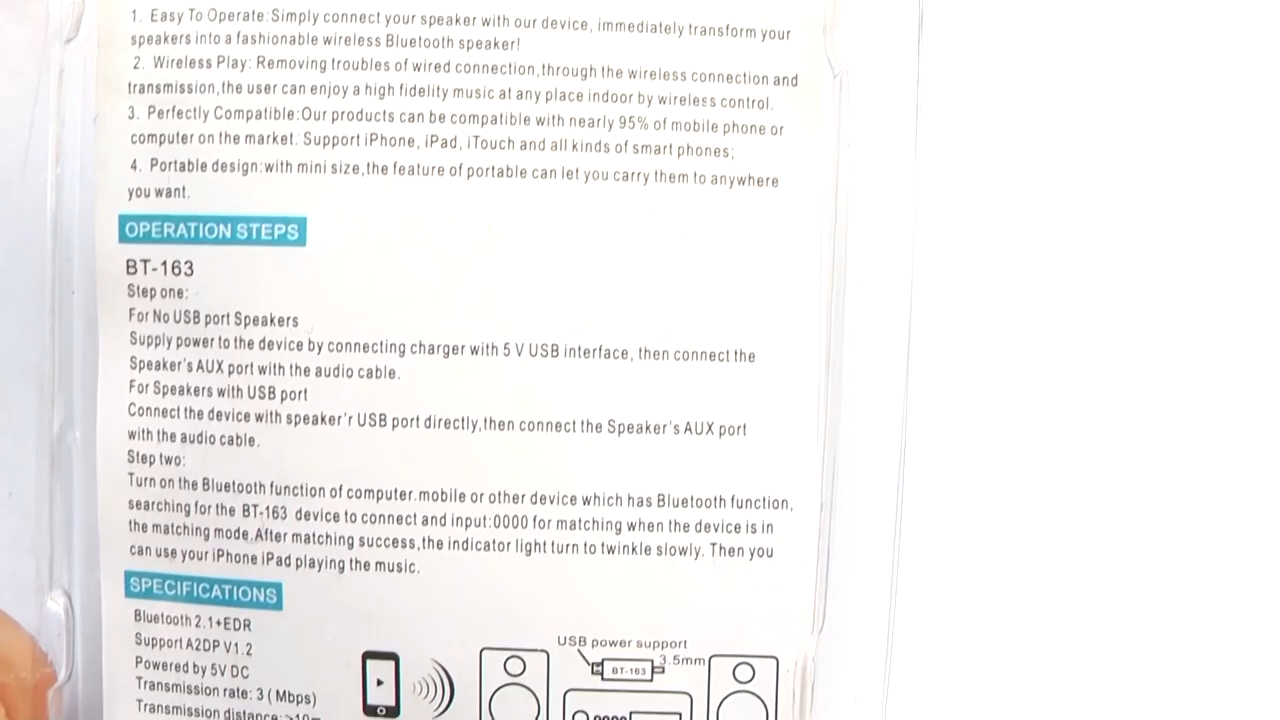 1. Easy To Operate:Simply connect your speaker with our device, immediately transform your
speakers into a fashionable wireless Bluetooth speaker!
2. Wireless Play: Removing troubles of wired connection,through the wireless connection and
transmission,the user can enjoy a high fidelity music at any place indoor by wireless control.
3. Perfectly Compatible:Our products can be compatible with nearly 95% of mobile phone or
computer on the market. Support iPhone, iPad, iTouch and all kinds of smart phones;
4. Portable design:with mini size,the feature of portable can let you carry them to anywhere
you want.
OPERATION STEPS
BT-163
Step one:
For No USB port Speakers
Supply power to the device by connecting charger with 5 V USB interface, then connect the
Speaker's AUX port with the audio cable.
For Speakers with USB port
Connect the device with speaker'r USB port directly,then connect the Speaker's AUX port
with the audio cable.
Step two:
Turn on the Bluetooth function of computer.mobile or other device which has Bluetooth function,
searching for the BT-163 device to connect and input:0000 for matching when the device is in
the matching mode.After matching success,the indicator light turn to twinkle slowly. Then you
can use your iPhone iPad playing the music.
SPECIFICATIONS
Bluetooth 2.1+EDR
Support A2DP V1.2
Powered by 5V DC
Transmission rate: 3 ( Mbps)
Transmission distance:
USB power support
3.5mm
BT-163